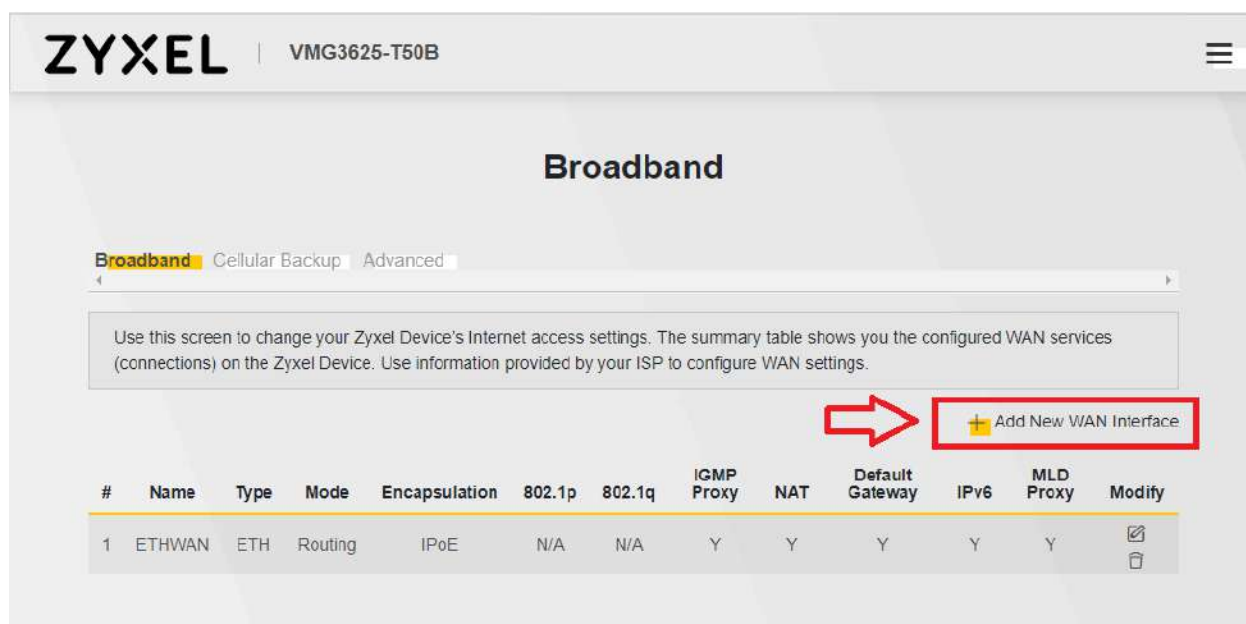 ZYXEL | VMG3625-T50B
Broadband
Broadband Cellular Backup Advanced
Use this screen to change your Zyxel Device's Internet access settings. The summary table shows you the configured WAN services
(connections) on the Zyxel Device. Use information provided by your ISP to configure WAN settings.
+ Add New WAN Interface
# Name Type Mode Encapsulation 802.1p 802.1q IGMP Proxy NAT Default Gateway IPv6 MLD Proxy Modify
1 ETHWAN ETH Routing IPoE N/A N/A Y Y Y Y Y